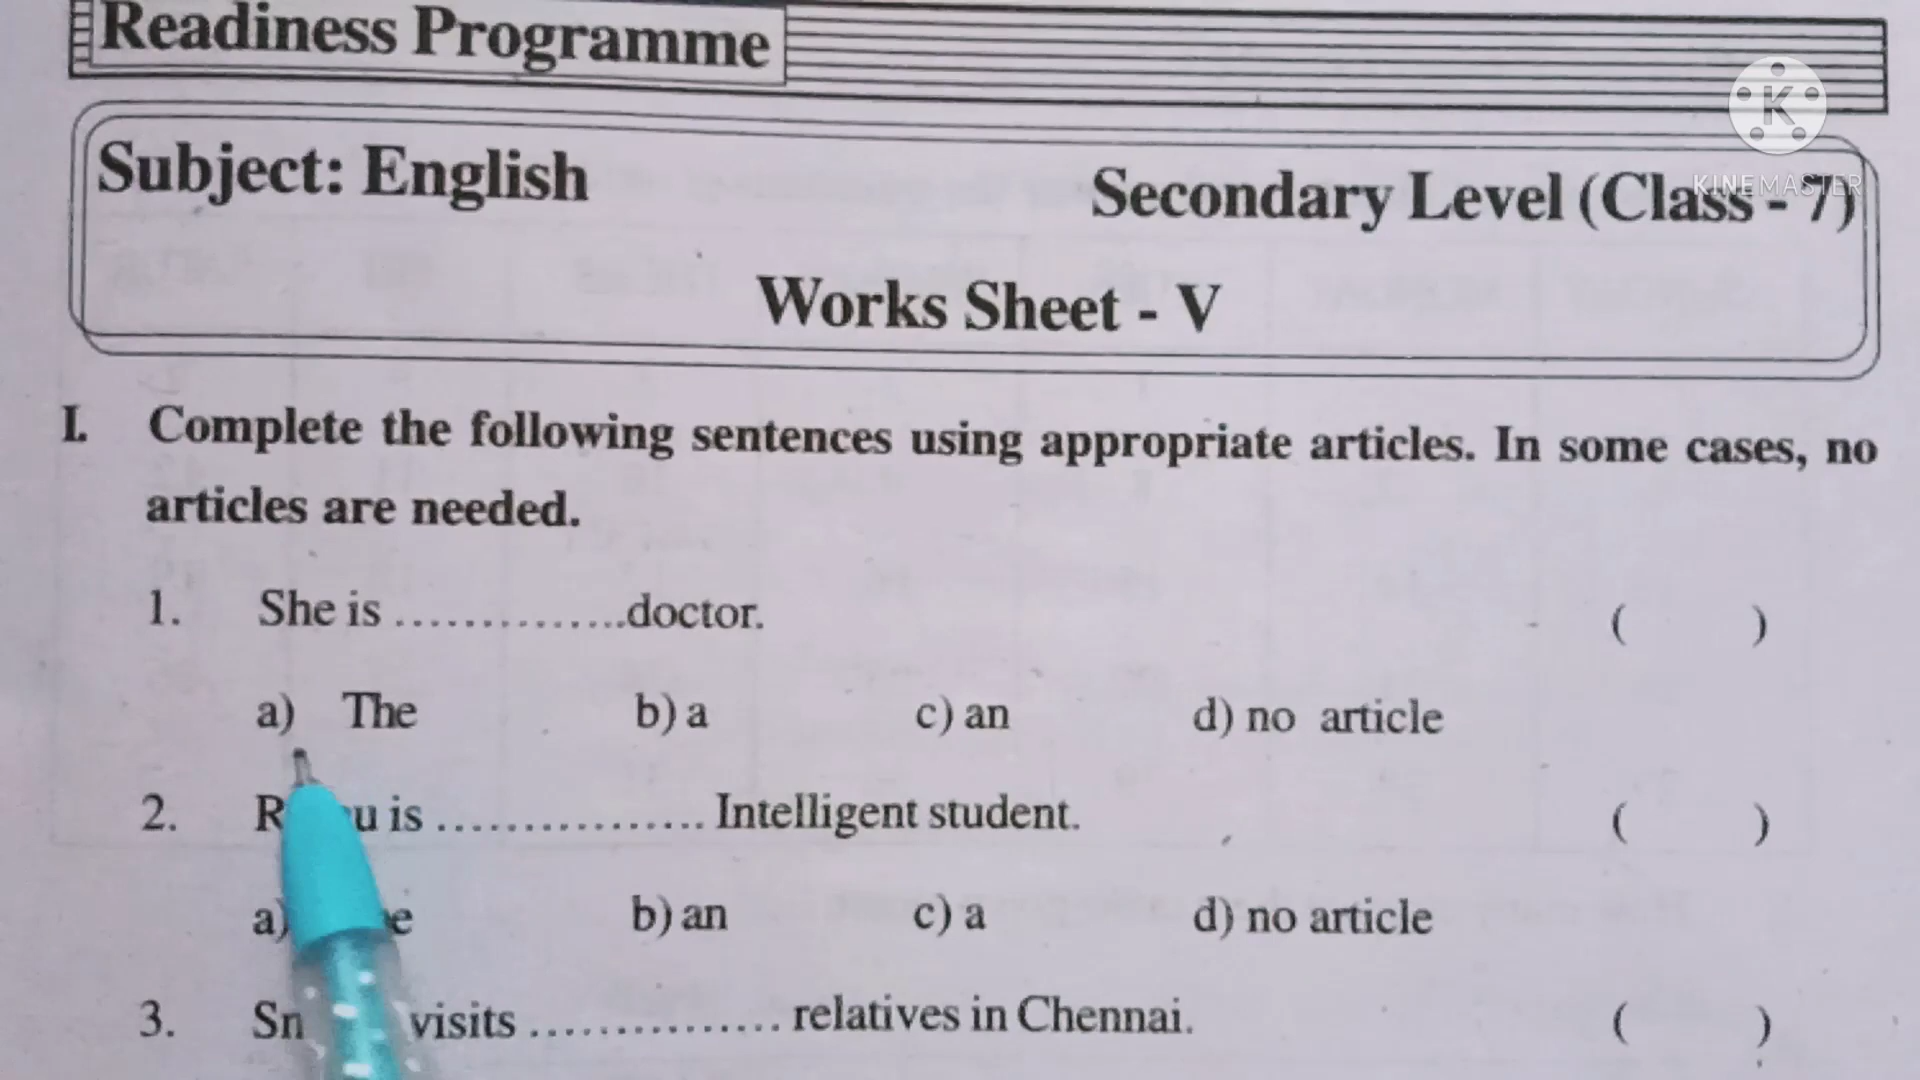 Readiness Programme
K
KINEMASTER
Subject: English
Secondary Level (Class - 7)
Works Sheet - V
I. Complete the following sentences using appropriate articles. In some cases, no
articles are needed.
1. She is ..............doctor. ( )
a) The b) a c) an d) no article
2. is ................ Intelligent student. ( )
a) b) an c) a d) no article
3. visits ............... relatives in Chennai. ( )